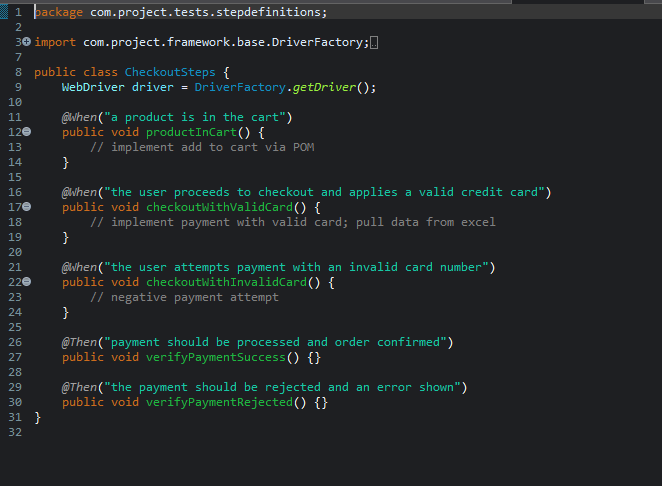 1 package com.project.tests.stepdefinitions;
2
3 import com.project.framework.base.DriverFactory;
7
8 public class CheckoutSteps {
9 WebDriver driver = DriverFactory.getDriver();
10
11 @When("a product is in the cart")
12 public void productInCart() {
13 // implement add to cart via POM
14 }
15
16 @When("the user proceeds to checkout and applies a valid credit card")
17 public void checkoutWithValidCard() {
18 // implement payment with valid card; pull data from excel
19 }
20
21 @When("the user attempts payment with an invalid card number")
22 public void checkoutWithInvalidCard() {
23 // negative payment attempt
24 }
25
26 @Then("payment should be processed and order confirmed")
27 public void verifyPaymentSuccess() {}
28
29 @Then("the payment should be rejected and an error shown")
30 public void verifyPaymentRejected() {}
31 }
32